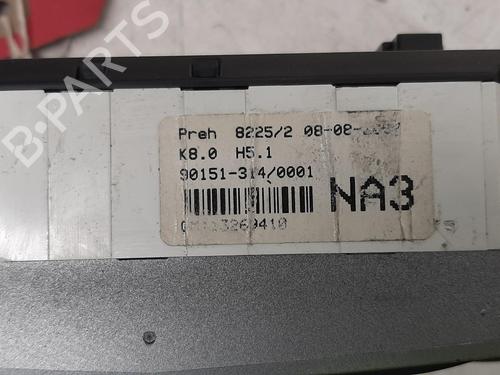 Preh 8225/2 08-08-
K8.0 H5.1
90151-314/0001
NA3
B-PARTS